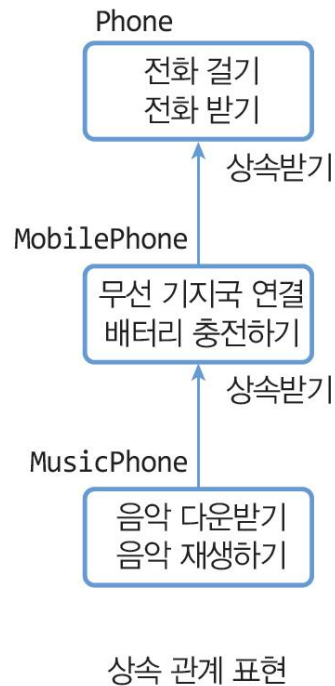 Phone
전화 걸기
전화 받기
상속받기
MobilePhone
무선 기지국 연결
배터리 충전하기
상속받기
MusicPhone
음악 다운받기
음악 재생하기
상속 관계 표현